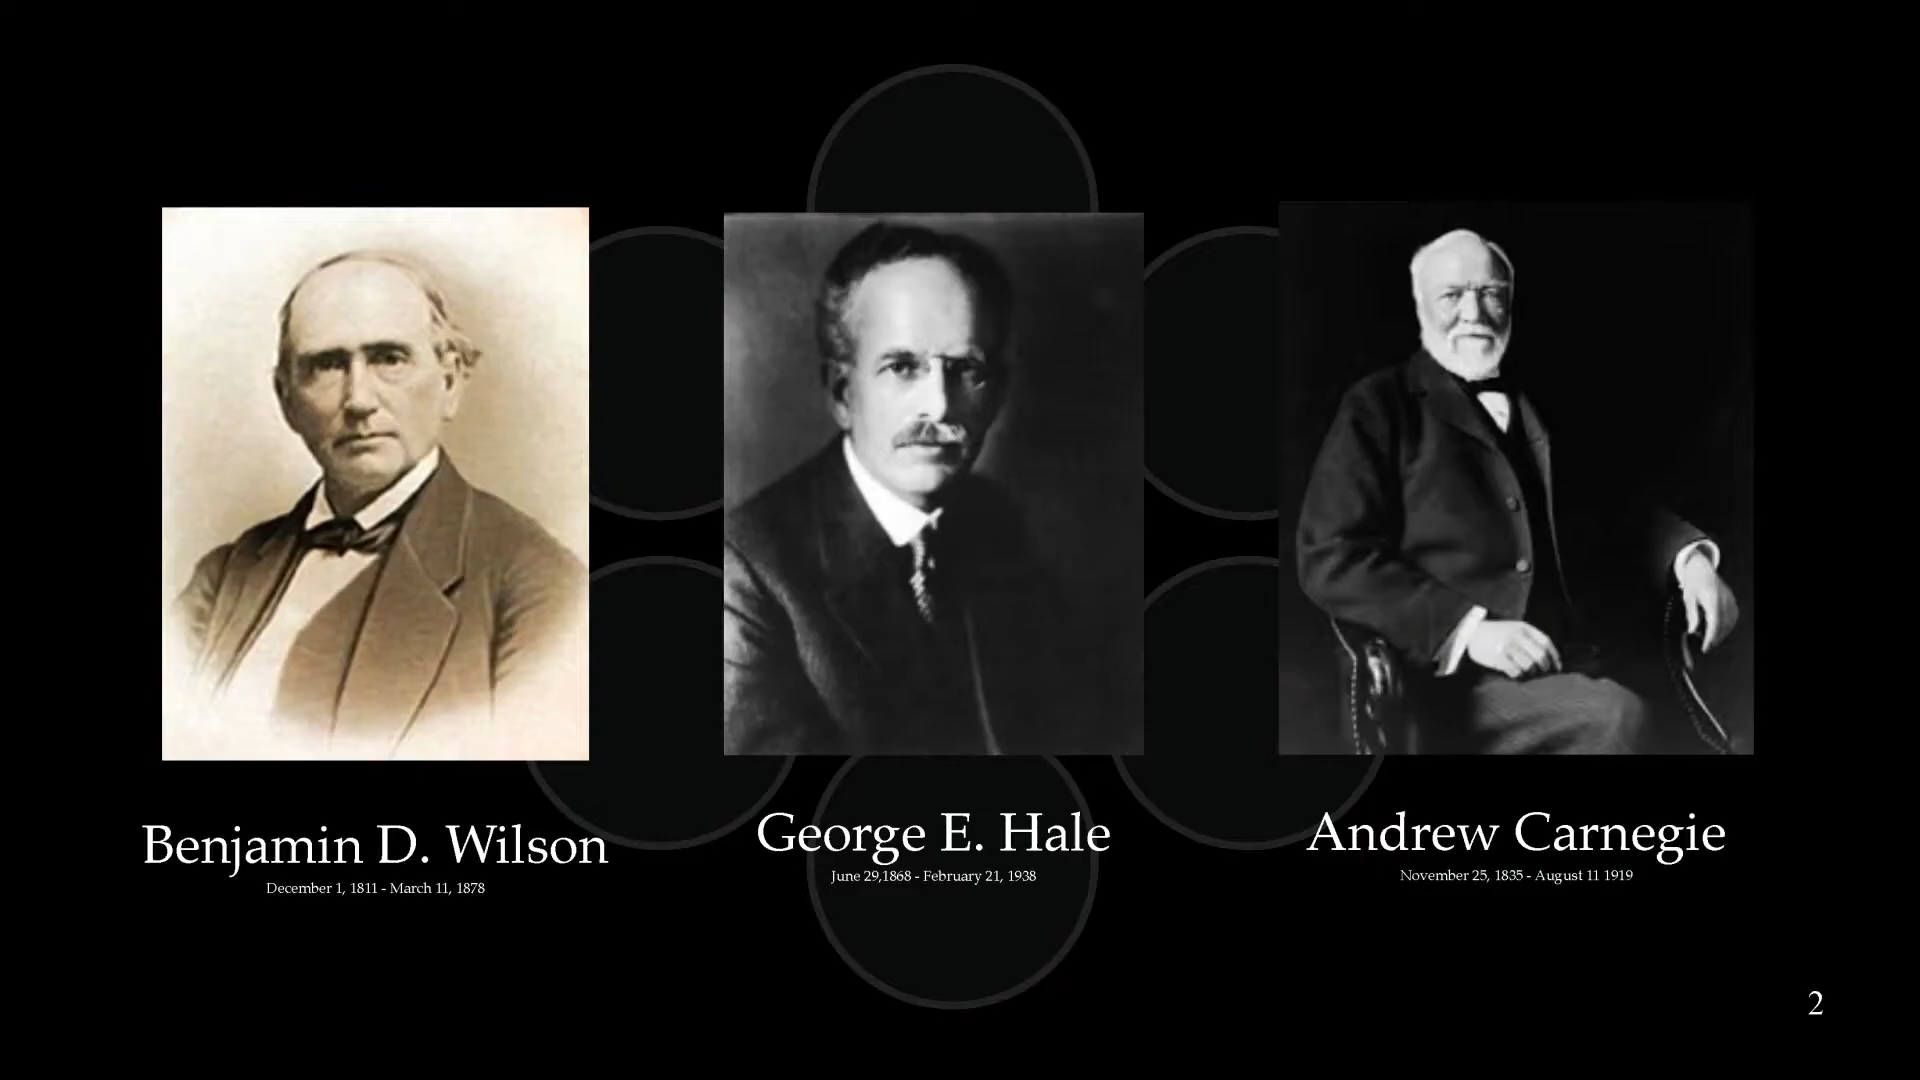 Benjamin D. Wilson
December 1, 1811 - March 11, 1878
George E. Hale
June 29,1868 - February 21, 1938
Andrew Carnegie
November 25, 1835 - August 11 1919
2